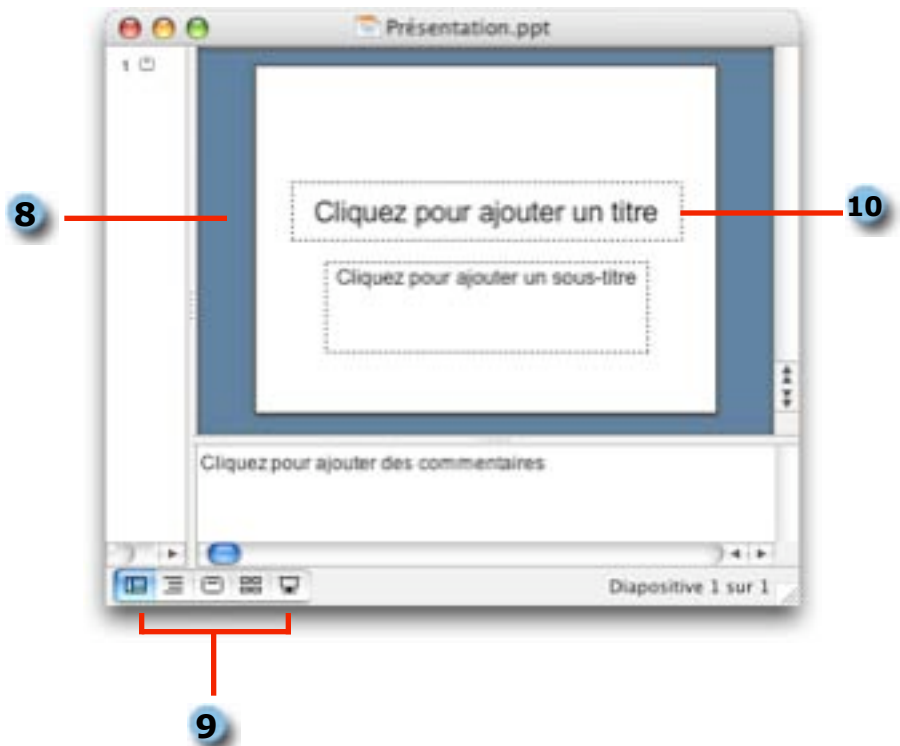 Présentation.ppt
1
Cliquez pour ajouter un titre
8
10
Cliquez pour ajouter un sous-titre
Cliquez pour ajouter des commentaires
Diapositive 1 sur 1
9